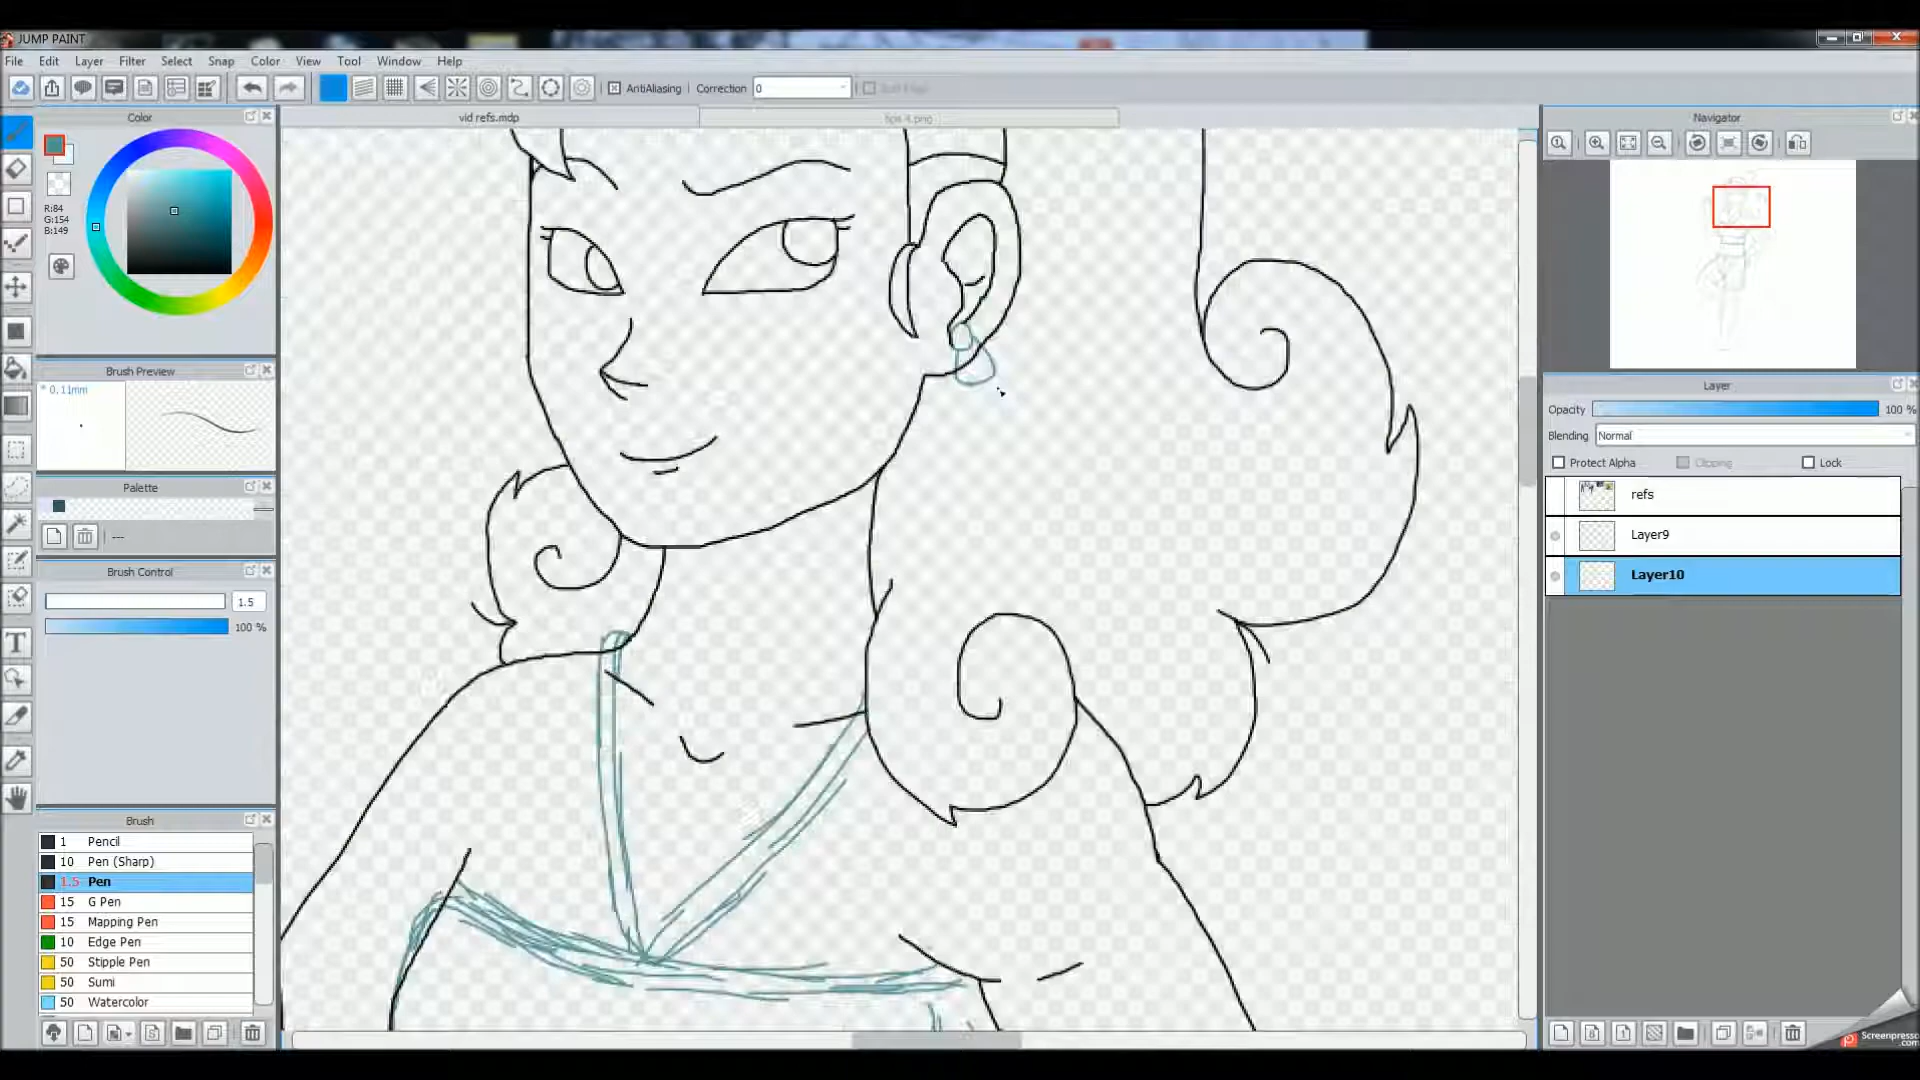 JUMP PAINT
File Edit Layer Filter Select Snap Color View Tool Window Help
AntiAliasing Correction 0
Color
vid refs.mdp
Navigator
R:84
G:154
B:149
Brush Preview
* 0.11mm
Layer
Opacity 100 %
Blending Normal
Protect Alpha Clipping Lock
Palette
refs
---
Layer9
Brush Control
Layer10
1.5
100 %
T
Brush
1 Pencil
10 Pen (Sharp)
1.5 Pen
15 G Pen
15 Mapping Pen
10 Edge Pen
50 Stipple Pen
50 Sumi
50 Watercolor